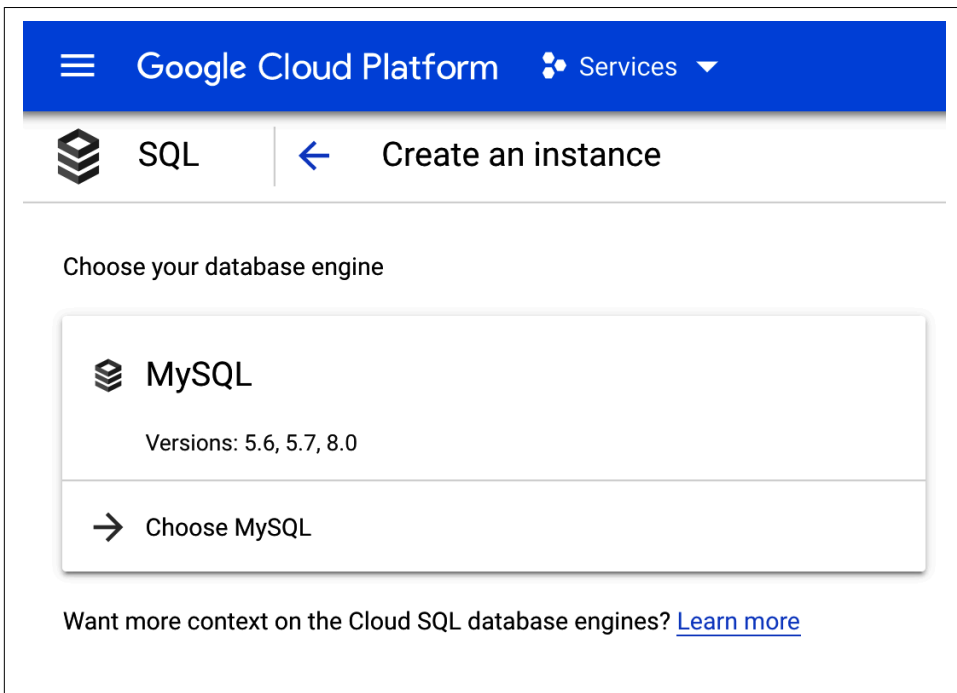 Google Cloud Platform Services
SQL Create an instance
Choose your database engine
MySQL
Versions: 5.6, 5.7, 8.0
Choose MySQL
Want more context on the Cloud SQL database engines? Learn more